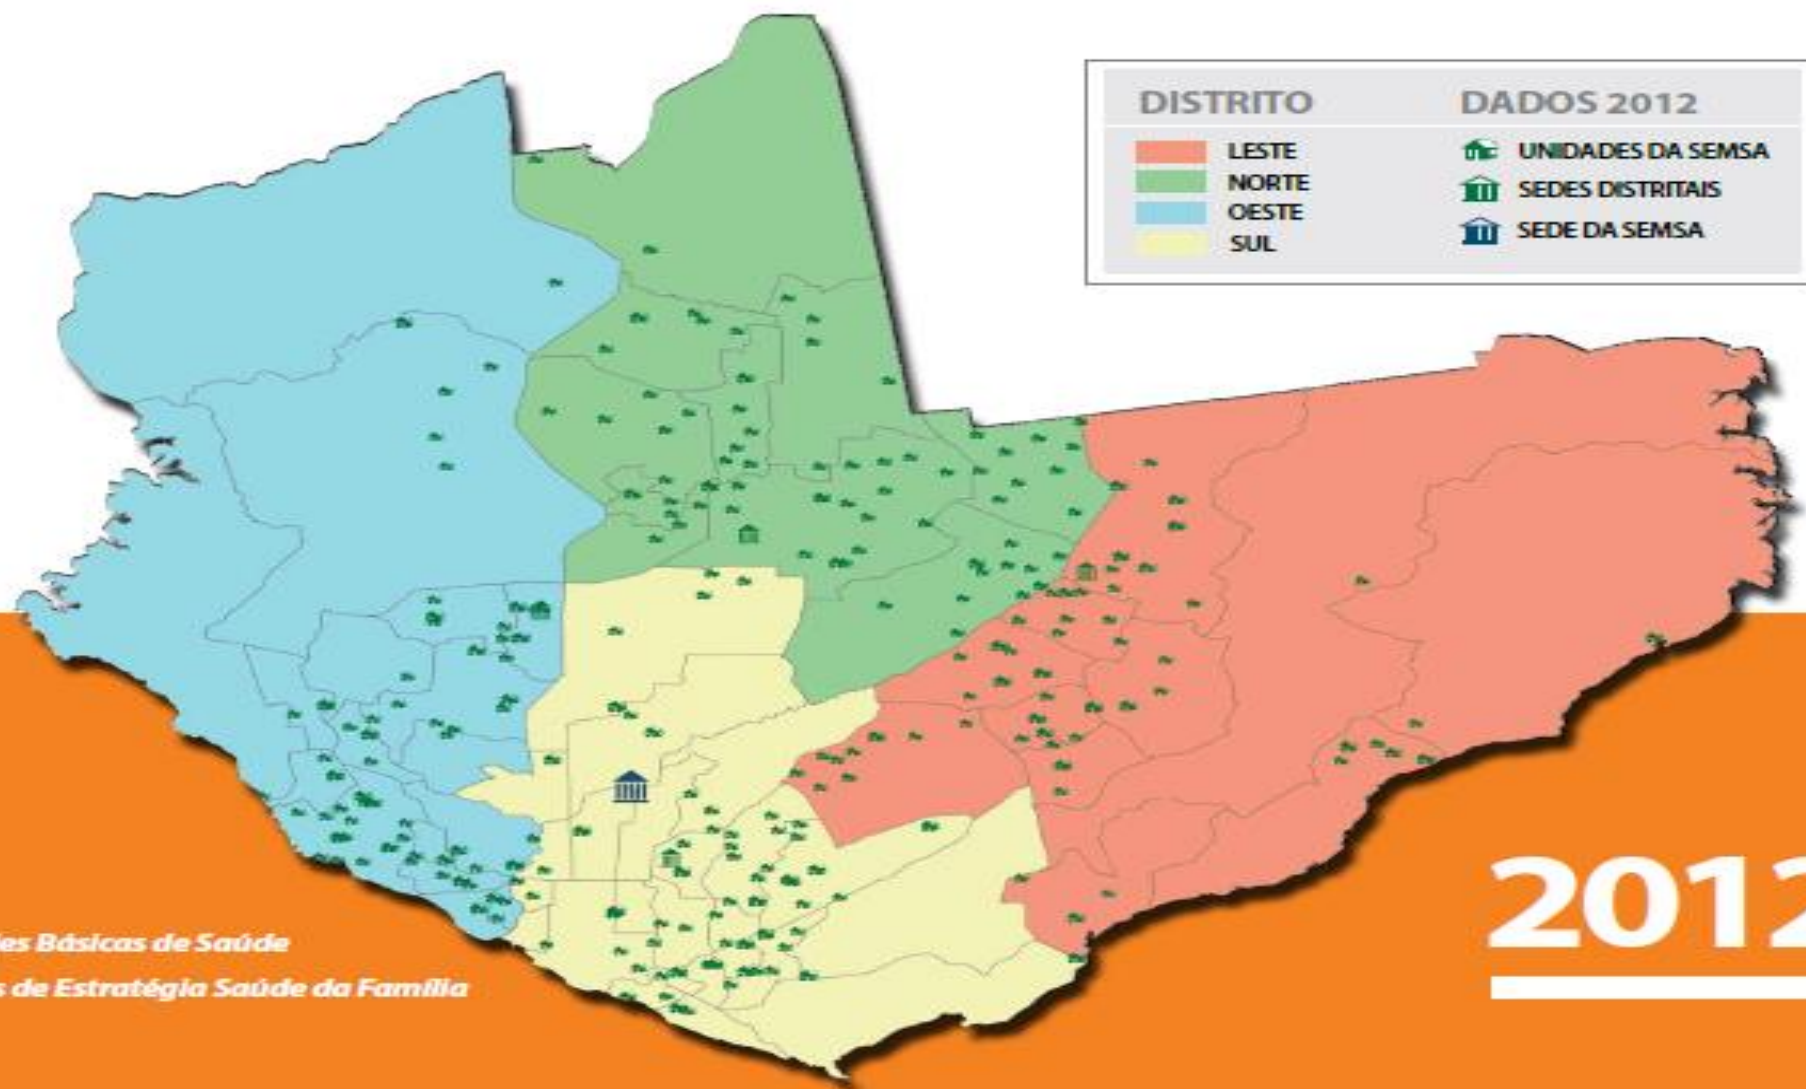 DISTRITO
LESTE
NORTE
OESTE
SUL
DADOS 2012
UNIDADES DA SEMSA
SEDES DISTRITAIS
SEDE DA SEMSA
Básicas de Saúde
de Estratégia Saúde da Família
2012